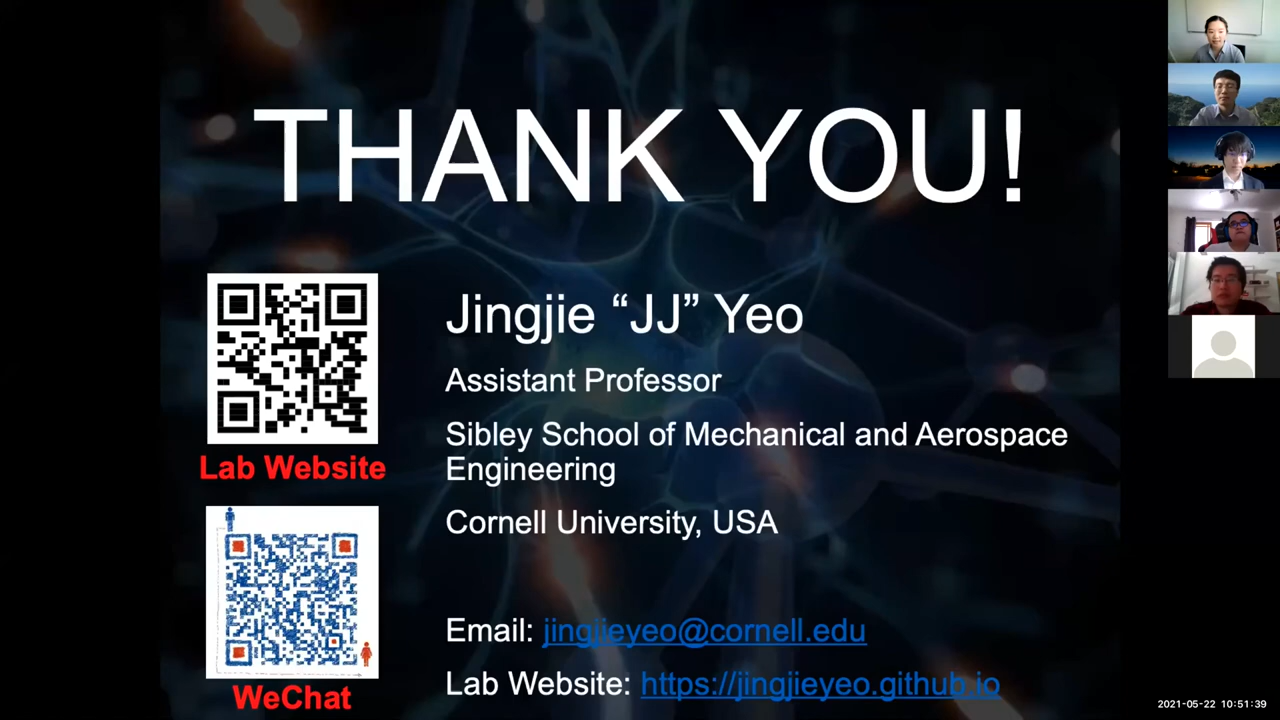 THANK YOU!
Lab Website
WeChat
Jingjie “JJ” Yeo
Assistant Professor
Sibley School of Mechanical and Aerospace
Engineering
Cornell University, USA
Email: jingjieyeo@cornell.edu
Lab Website: https://jingjieyeo.github.io
2021-05-22 10:51:39